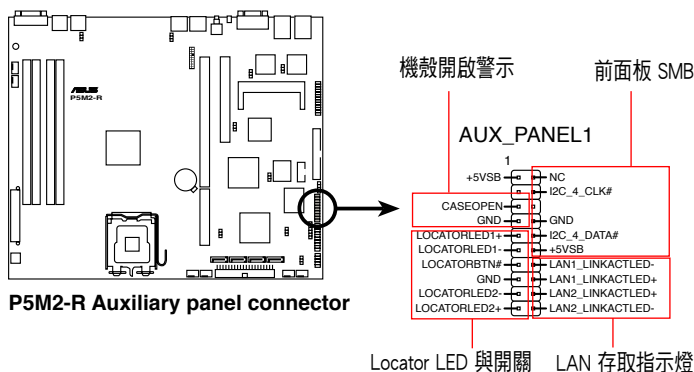 機殼開啟警示
前面板 SMB
/SUS
P5M2-R
AUX_PANEL1
1
+5VSB
NC
I2C_4_CLK#
CASEOPEN
GND
GND
LOCATORLED1+
I2C_4_DATA#
LOCATORLED1-
+5VSB
LOCATORBTN#
LAN1_LINKACTLED-
GND
LAN1_LINKACTLED+
LOCATORLED2-
LAN2_LINKACTLED+
LOCATORLED2+
LAN2_LINKACTLED-
P5M2-R Auxiliary panel connector
Locator LED 與開關
LAN 存取指示燈